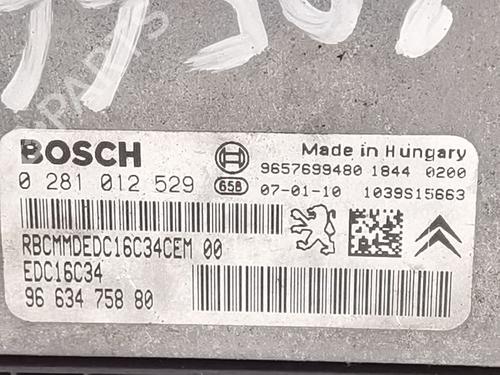 BOSCH
Made in Hungary
9657699480 1844 0200
0 281 012 529
65B
07-01-10 1039S15663
RBCMMDEDC16C34CEM 00
EDC16C34
96 634 758 80